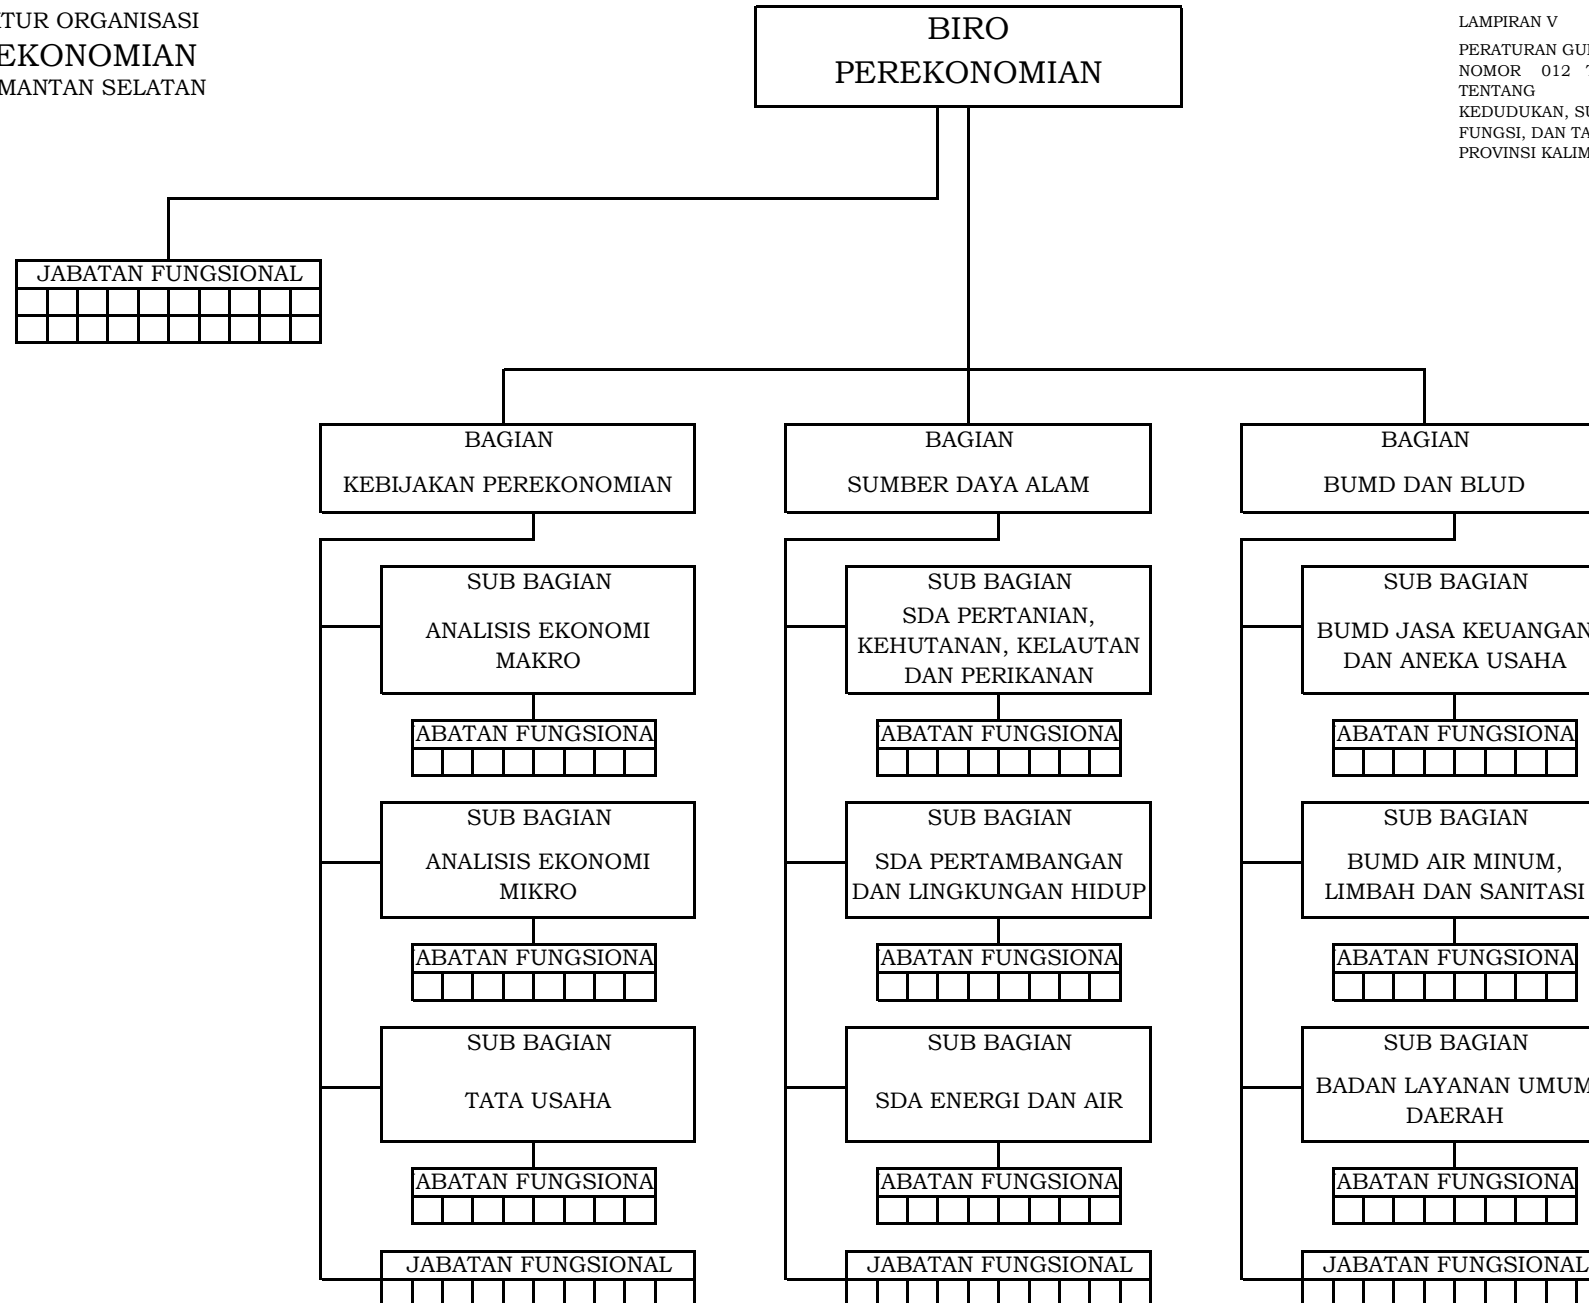 TUR ORGANISASI
EKONOMIAN
MANTAN SELATAN
BIRO
PEREKONOMIAN
LAMPIRAN V
PERATURAN GU
NOMOR 012
TENTANG
KEDUDUKAN, SU
FUNGSI, DAN TA
PROVINSI KALIM
JABATAN FUNGSIONAL
BAGIAN
KEBIJAKAN PEREKONOMIAN
SUB BAGIAN
ANALISIS EKONOMI
MAKRO
ABATAN FUNGSIONA
SUB BAGIAN
ANALISIS EKONOMI
MIKRO
ABATAN FUNGSIONA
SUB BAGIAN
TATA USAHA
ABATAN FUNGSIONA
JABATAN FUNGSIONAL
BAGIAN
SUMBER DAYA ALAM
SUB BAGIAN
SDA PERTANIAN,
KEHUTANAN, KELAUTAN
DAN PERIKANAN
ABATAN FUNGSIONA
SUB BAGIAN
SDA PERTAMBANGAN
DAN LINGKUNGAN HIDUP
ABATAN FUNGSIONA
SUB BAGIAN
SDA ENERGI DAN AIR
ABATAN FUNGSIONA
JABATAN FUNGSIONAL
BAGIAN
BUMD DAN BLUD
SUB BAGIAN
BUMD JASA KEUANGAN
DAN ANEKA USAHA
ABATAN FUNGSIONA
SUB BAGIAN
BUMD AIR MINUM,
LIMBAH DAN SANITASI
ABATAN FUNGSIONA
SUB BAGIAN
BADAN LAYANAN UMUM
DAERAH
ABATAN FUNGSIONA
JABATAN FUNGSIONAL